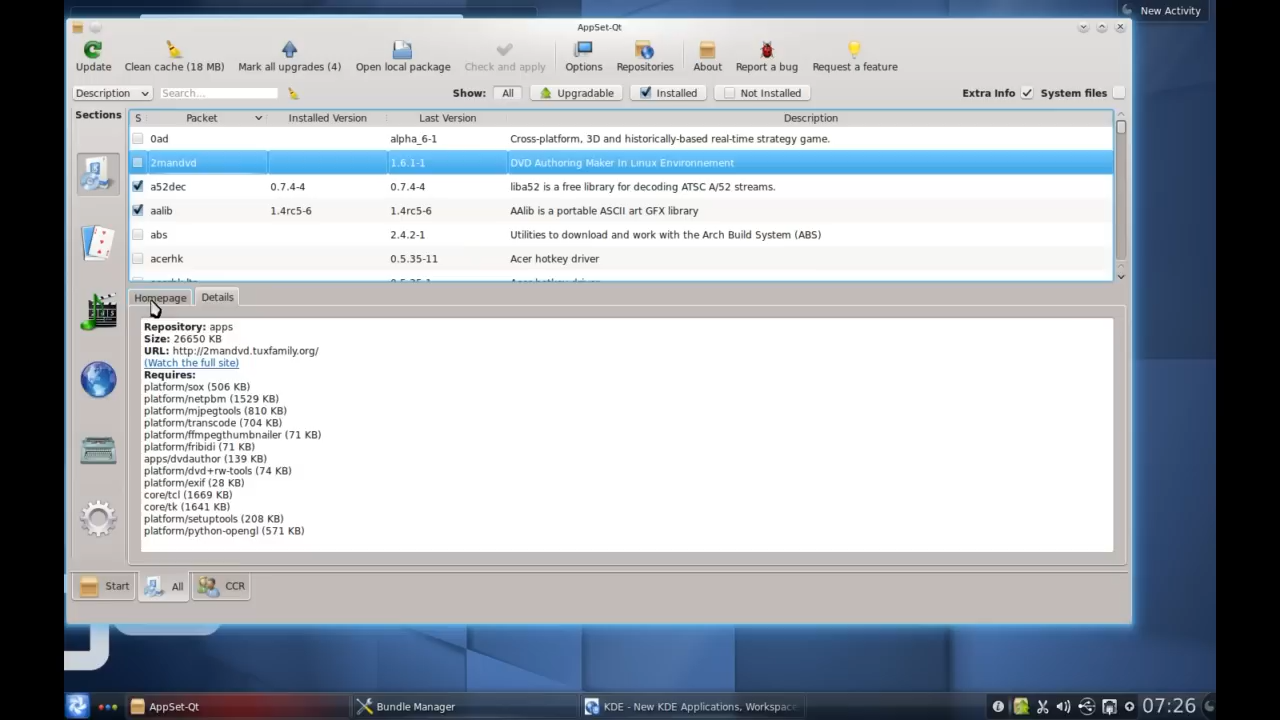 New Activity
AppSet-Qt
Update Clean cache (18 MB) Mark all upgrades (4) Open local package Check and apply Options Repositories About Report a bug Request a feature
Description Search... Show: All Upgradable Installed Not Installed Extra Info System files
Sections
S Packet Installed Version Last Version Description
0ad alpha_6-1 Cross-platform, 3D and historically-based real-time strategy game.
2mandvd 1.6.1-1 DVD Authoring Maker In Linux Environnement
a52dec 0.7.4-4 0.7.4-4 liba52 is a free library for decoding ATSC A/52 streams.
aalib 1.4rc5-6 1.4rc5-6 AAlib is a portable ASCII art GFX library
abs 2.4.2-1 Utilities to download and work with the Arch Build System (ABS)
acerhk 0.5.35-11 Acer hotkey driver
Homepage Details
Repository: apps
Size: 26650 KB
URL: http://2mandvd.tuxfamily.org/
(Watch the full site)
Requires:
platform/sox (506 KB)
platform/netpbm (1529 KB)
platform/mjpegtools (810 KB)
platform/transcode (704 KB)
platform/ffmpegthumbnailer (71 KB)
platform/fribidi (71 KB)
apps/dvdauthor (139 KB)
platform/dvd+rw-tools (74 KB)
platform/exif (28 KB)
core/tcl (1669 KB)
core/tk (1641 KB)
platform/setuptools (208 KB)
platform/python-opengl (571 KB)
Start All CCR
AppSet-Qt Bundle Manager KDE - New KDE Applications, Workspace 07:26